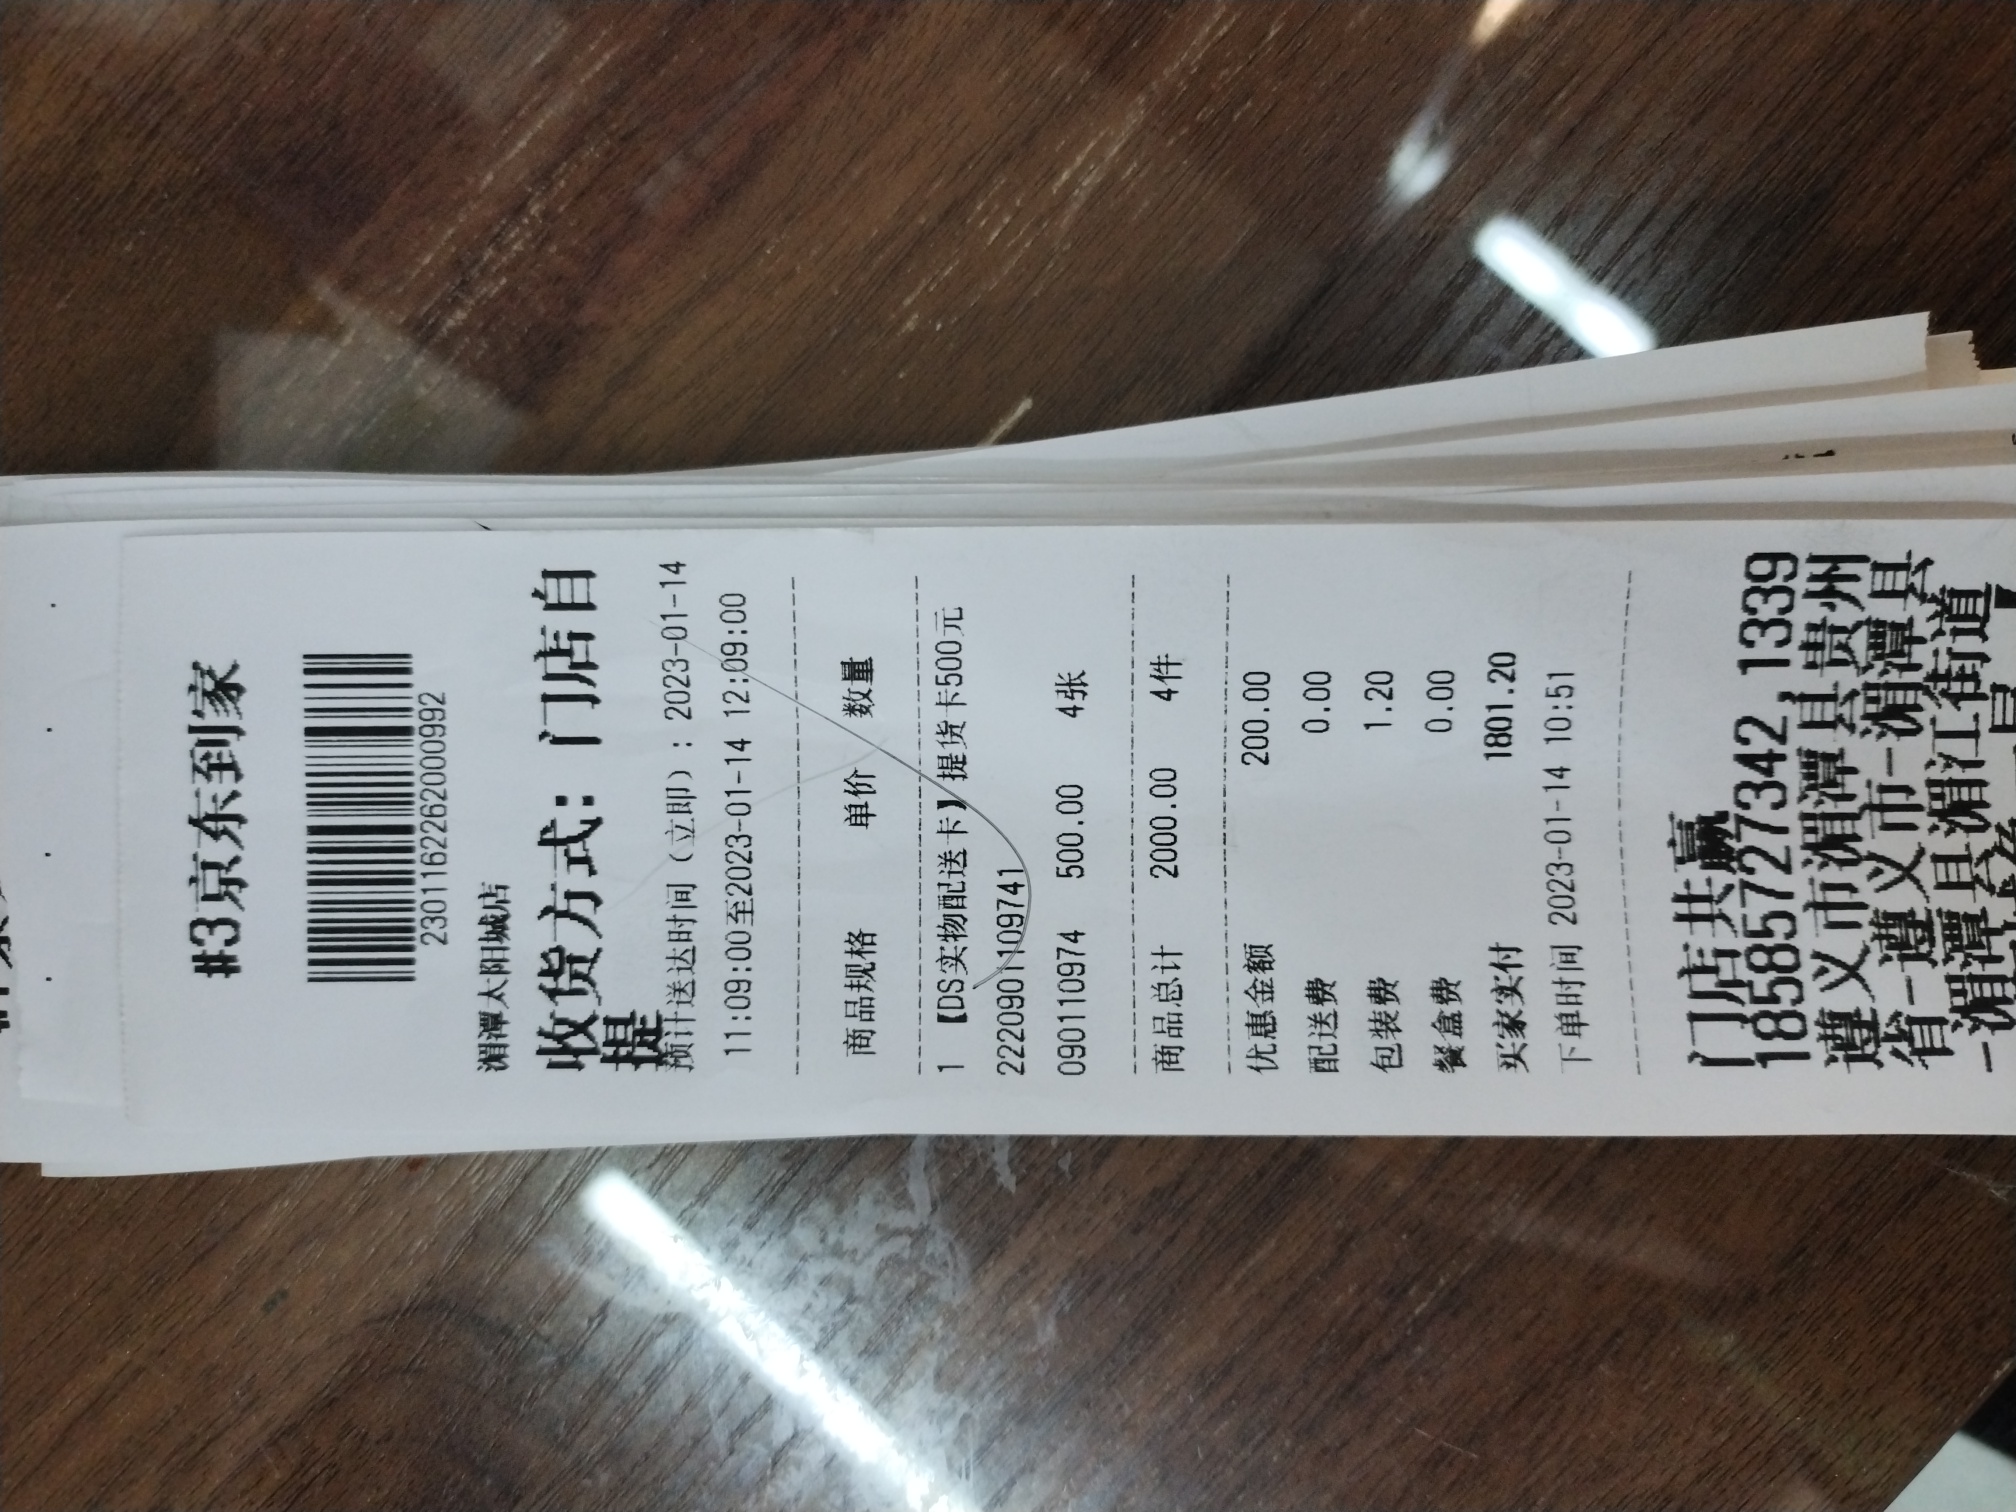 #3京东到家
2301162262000992
湄潭太阳城店
收货方式：门店自
提
预计送达时间（立即）：2023-01-14
11:09:00至2023-01-14 12:09:00
商品规格 单价 数量
1 【DS实物配送卡】提货卡500元
2220901109741
0901110974 500.00 4张
商品总计 2000.00 4件
优惠金额 200.00
配送费 0.00
包装费 1.20
餐盒费 0.00
买家实付 1801.20
下单时间 2023-01-14 10:51
门店共赢
18585727342_1339
遵义市湄潭县贵州
省-遵义市-湄潭县
-湄潭县湄江街道